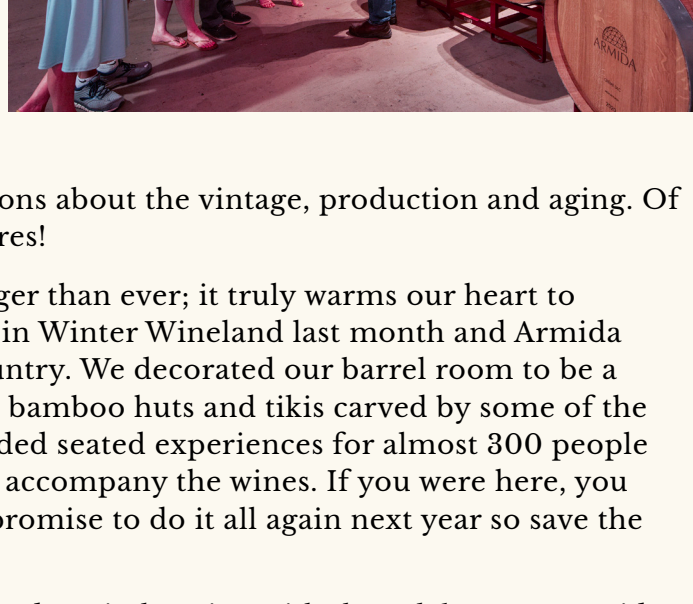 ARMIDA
ons about the vintage, production and aging. Of
res!
ger than ever; it truly warms our heart to
in Winter Wineland last month and Armida
untry. We decorated our barrel room to be a
bamboo huts and tikis carved by some of the
ded seated experiences for almost 300 people
accompany the wines. If you were here, you
promise to do it all again next year so save the